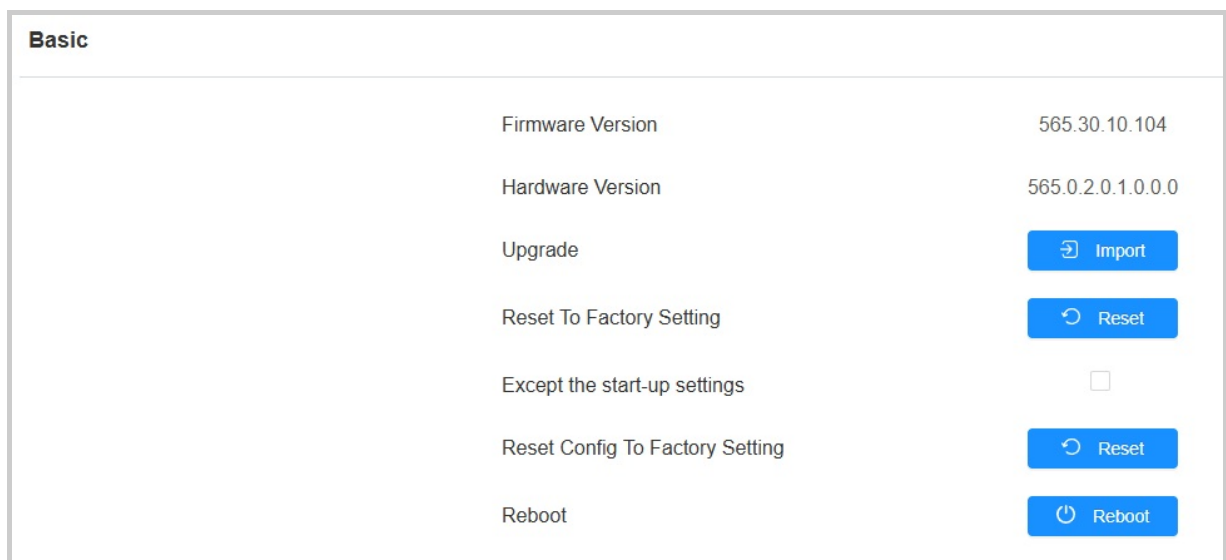 Basic
Firmware Version 565.30.10.104
Hardware Version 565.0.2.0.1.0.0.0
Upgrade Import
Reset To Factory Setting Reset
Except the start-up settings
Reset Config To Factory Setting Reset
Reboot Reboot